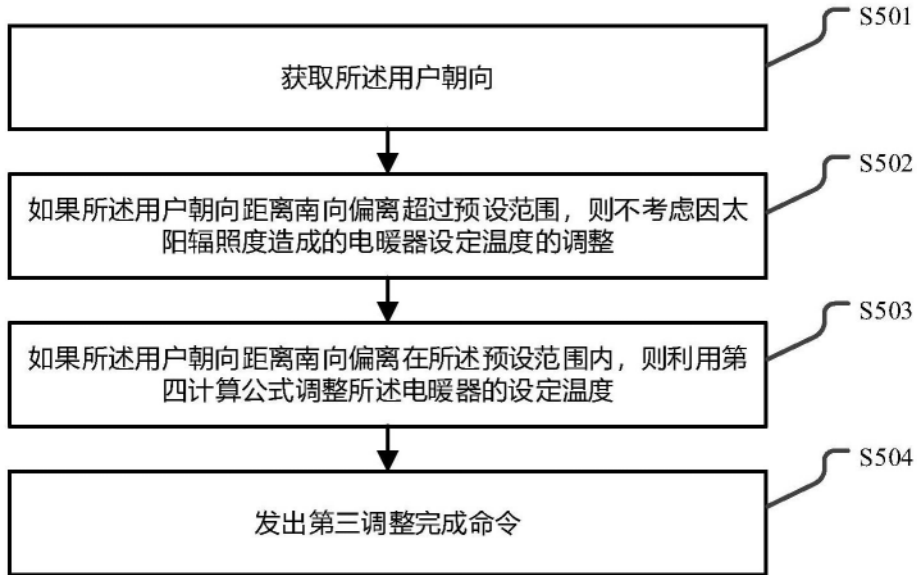 S501
获取所述用户朝向
S502
如果所述用户朝向距离南向偏离超过预设范围，则不考虑因太
阳辐照度造成的电暖器设定温度的调整
S503
如果所述用户朝向距离南向偏离在所述预设范围内，则利用第
四计算公式调整所述电暖器的设定温度
S504
发出第三调整完成命令